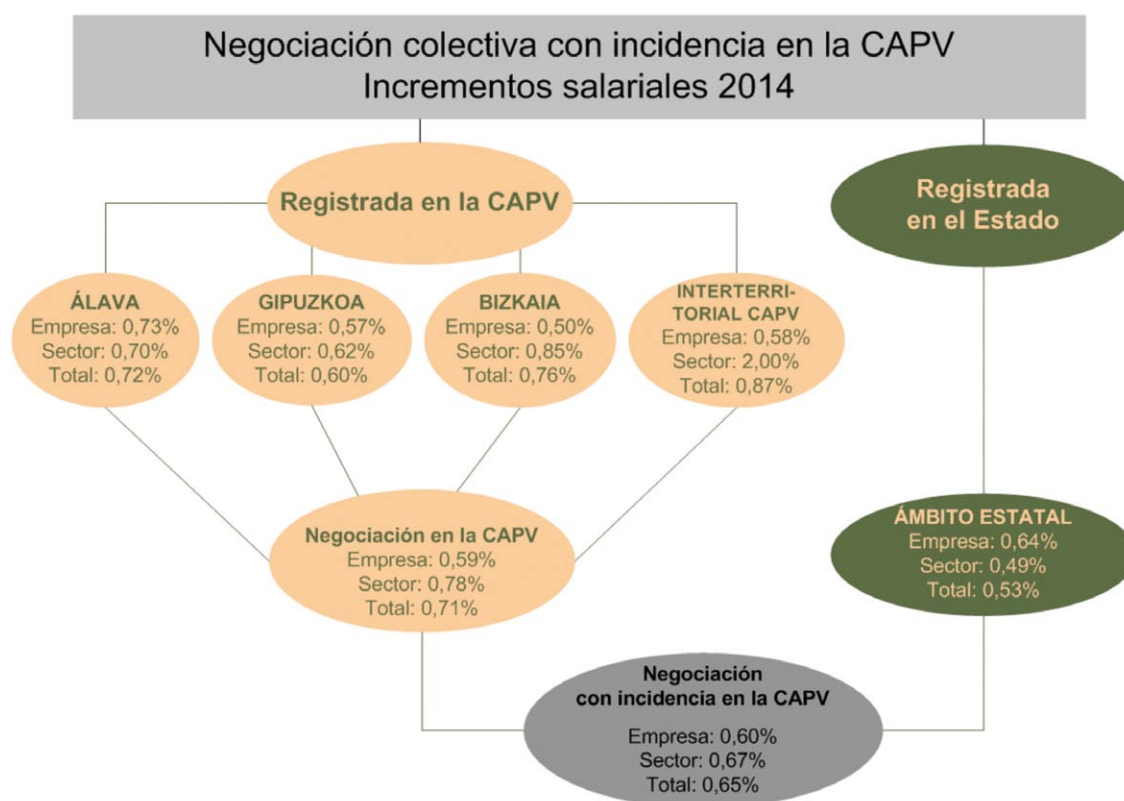 Negociación colectiva con incidencia en la CAPV
Incrementos salariales 2014
Registrada en la CAPV
Registrada
en el Estado
ÁLAVA
Empresa: 0,73%
Sector: 0,70%
Total: 0,72%
GIPUZKOA
Empresa: 0,57%
Sector: 0,62%
Total: 0,60%
BIZKAIA
Empresa: 0,50%
Sector: 0,85%
Total: 0,76%
INTERTERRI-
TORIAL CAPV
Empresa: 0,58%
Sector: 2,00%
Total: 0,87%
Negociación en la CAPV
Empresa: 0,59%
Sector: 0,78%
Total: 0,71%
ÁMBITO ESTATAL
Empresa: 0,64%
Sector: 0,49%
Total: 0,53%
Negociación
con incidencia en la CAPV
Empresa: 0,60%
Sector: 0,67%
Total: 0,65%